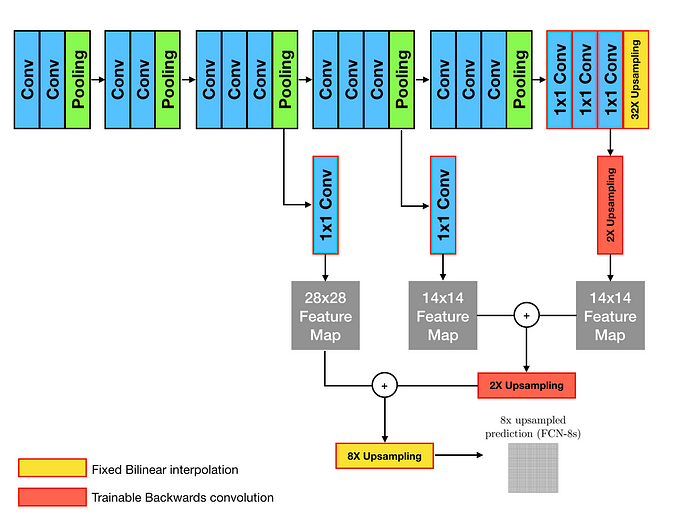 Conv
Conv
Pooling
Conv
Conv
Pooling
Conv
Conv
Conv
Pooling
Conv
Conv
Conv
Pooling
Conv
Conv
Conv
Pooling
1x1 Conv
1x1 Conv
1x1 Conv
32X Upsampling
1x1 Conv
1x1 Conv
2X Upsampling
28x28
Feature
Map
14x14
Feature
Map
+
14x14
Feature
Map
+
2X Upsampling
8x upsampled
prediction (FCN-8s)
8X Upsampling
Fixed Bilinear interpolation
Trainable Backwards convolution